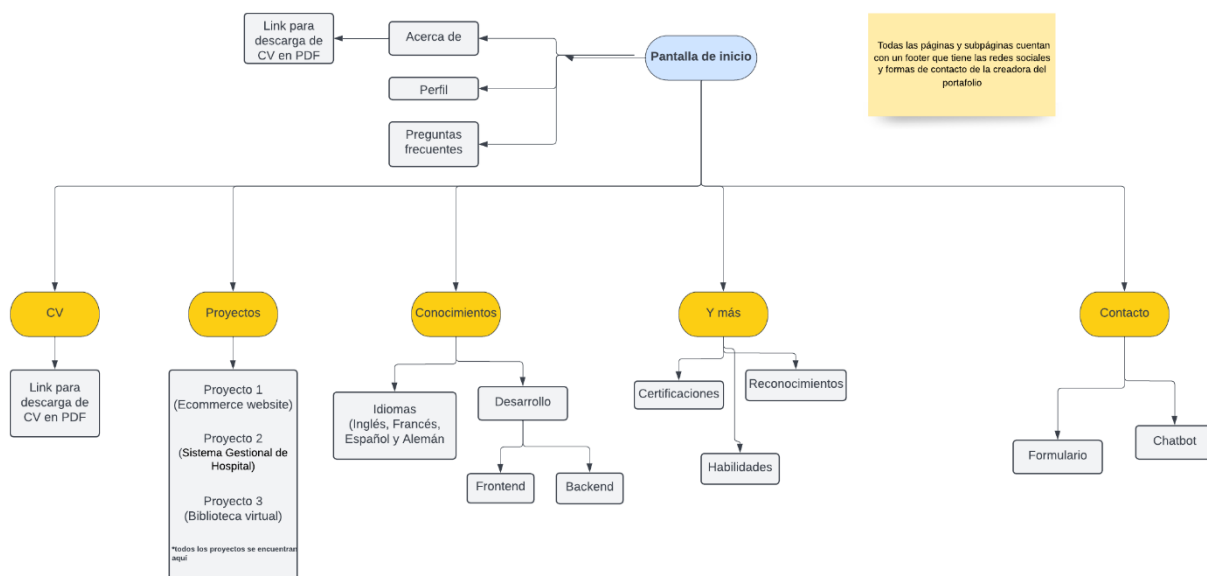 Link para
descarga de
CV en PDF
Acerca de
Pantalla de inicio
Todas las páginas y subpáginas cuentan
con un footer que tiene las redes sociales
y formas de contacto de la creadora del
portafolio
Perfil
Preguntas
frecuentes
CV
Proyectos
Conocimientos
Y más
Contacto
Link para
descarga de
CV en PDF
Proyecto 1
(Ecommerce website)
Proyecto 2
(Sistema Gestional de
Hospital)
Proyecto 3
(Biblioteca virtual)
*todos los proyectos se encuentran
aquí
Idiomas
(Inglés, Francés,
Español y Alemán
Desarrollo
Frontend
Backend
Certificaciones
Reconocimientos
Habilidades
Formulario
Chatbot